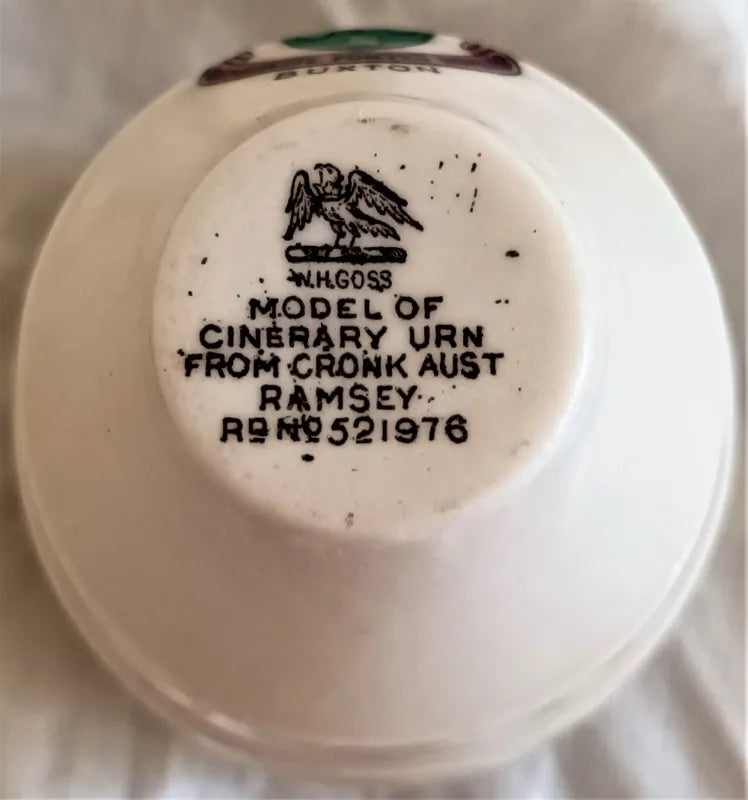 BUXTON
W.H.GOSS
MODEL OF
CINERARY URN
FROM CRONK AUST
RAMSEY
RD NO 521976